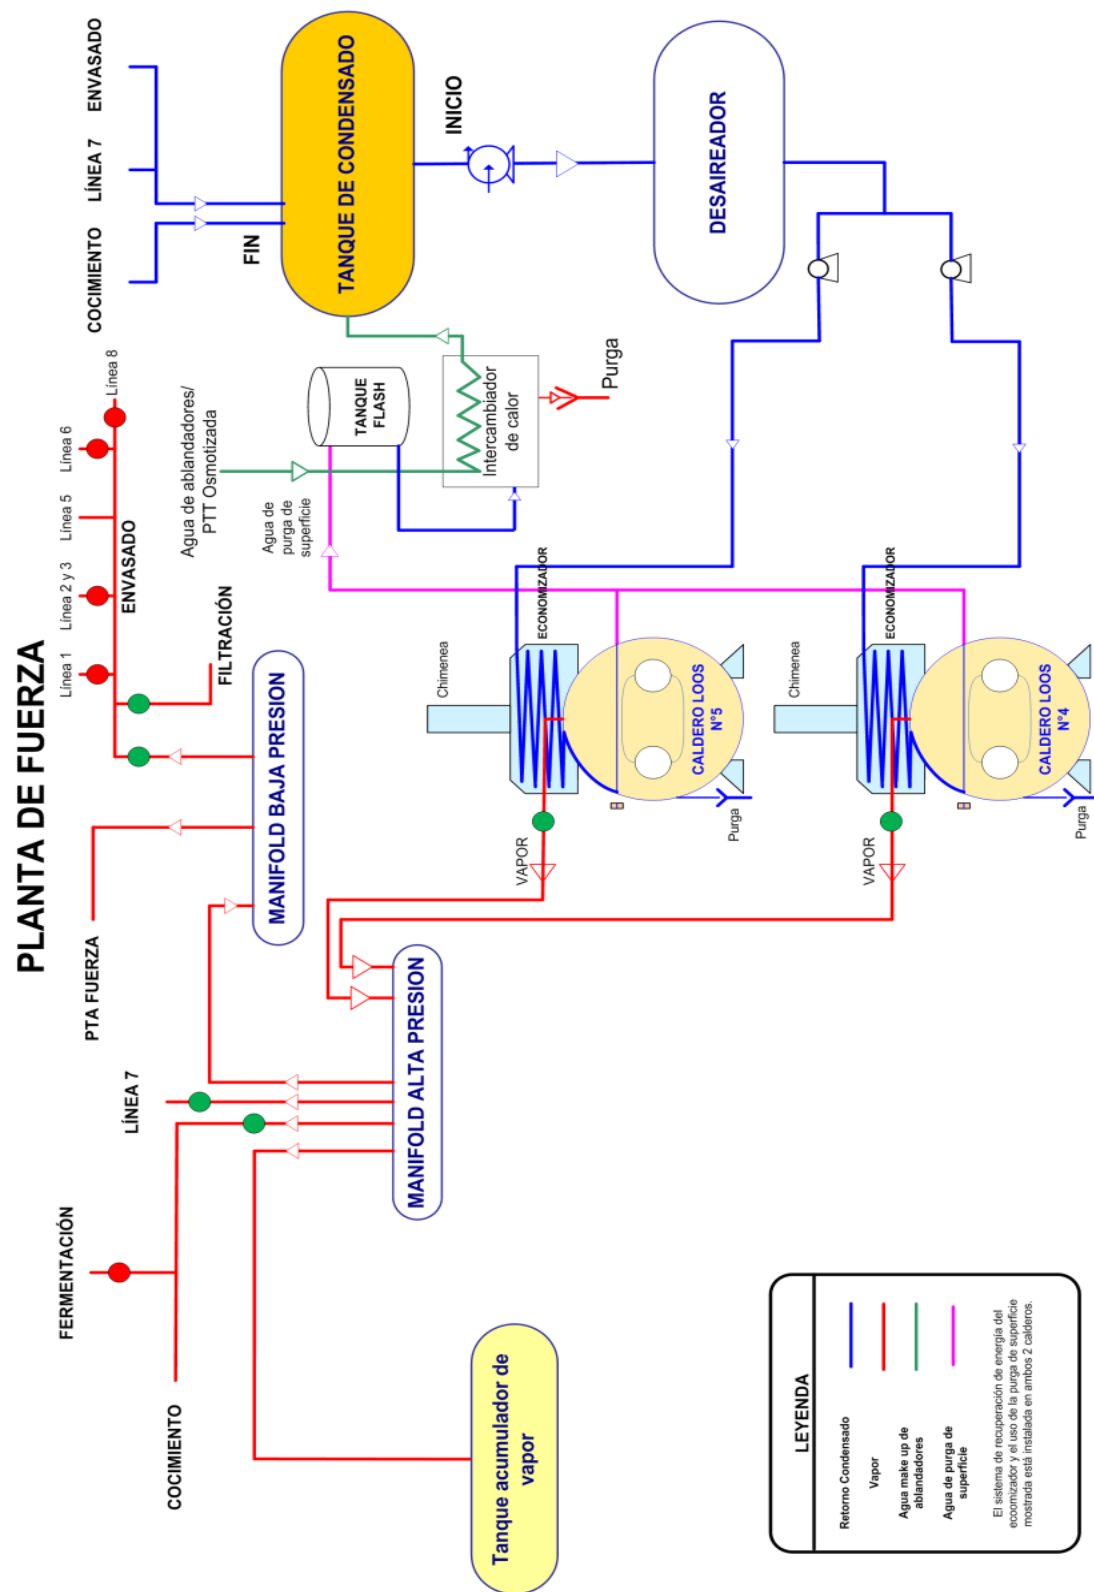 PLANTA DE FUERZA
FERMENTACIÓN
COCIMIENTO
LÍNEA 7
PTA FUERZA
Línea 1
Línea 2 y 3
Línea 5
Línea 6
Línea 8
ENVASADO
FILTRACIÓN
COCIMIENTO
LÍNEA 7
ENVASADO
Agua de ablandadores/
PTT Osmotizada
FIN
MANIFOLD BAJA PRESION
Agua de
purga de
superficie
TANQUE
FLASH
TANQUE DE CONDENSADO
MANIFOLD ALTA PRESION
Intercambiador
de calor
INICIO
Purga
Tanque acumulador de
vapor
VAPOR
Chimenea
ECONOMIZADOR
CALDERO LOOS
N°5
Purga
DESAIREADOR
VAPOR
Chimenea
ECONOMIZADOR
CALDERO LOOS
N°4
Purga
LEYENDA
Retorno Condensado
Vapor
Agua make up de
ablandadores
Agua de purga de
superficie
El sistema de recuperación de energía del
ecoomizador y el uso de la purga de superficie
mostrada está instalada en ambos 2 calderos.